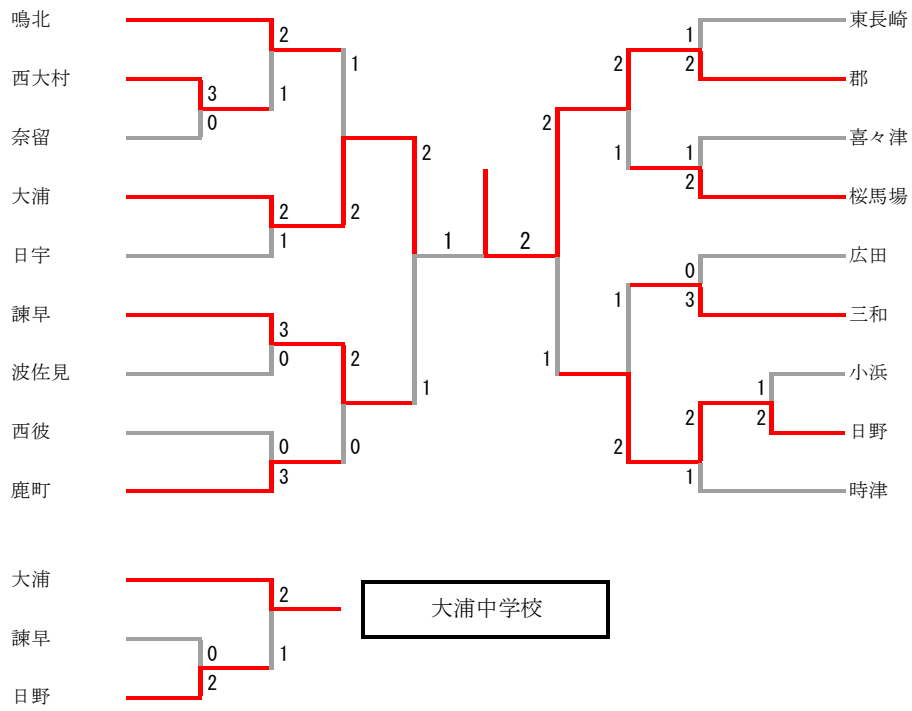 鳴北
西大村
奈留
大浦
日宇
諫早
波佐見
西彼
鹿町
2
1
3
0
1
2
1
2
3
0
2
0
0
3
2
1
1
2
2
1
2
1
1
2
1
2
1
2
0
3
2
1
1
2
東長崎
郡
喜々津
桜馬場
広田
三和
小浜
日野
時津
大浦
諫早
日野
2
0
1
2
大浦中学校